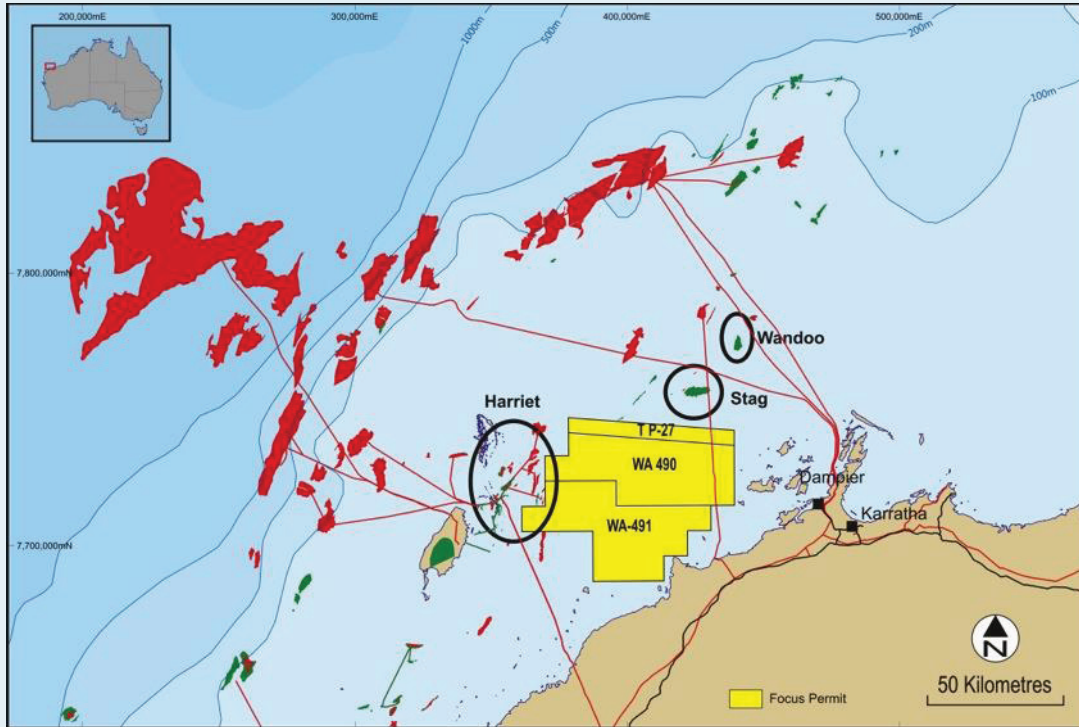 200,000mE
300,000mE
400,000mE
500,000mE
1000m
500m
200m
100m
7,800,000mN
Wandoo
Stag
Harriet
T P-27
WA 490
Dampier
WA-491
Karratha
7,700,000mN
N
50 Kilometres
Focus Permit